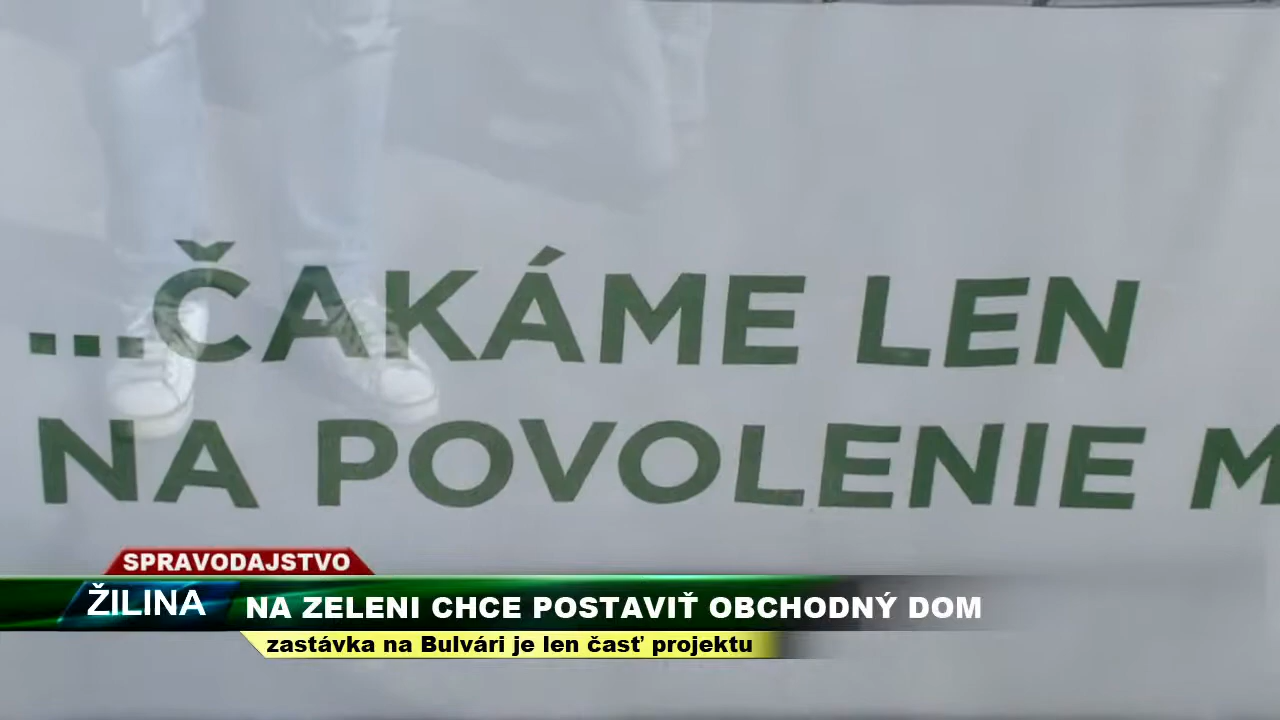 ...ČAKÁME LEN
NA POVOLENIE M
SPRAVODAJSTVO
ŽILINA
NA ZELENI CHCE POSTAVIŤ OBCHODNÝ DOM
zastávka na Bulvári je len časť projektu